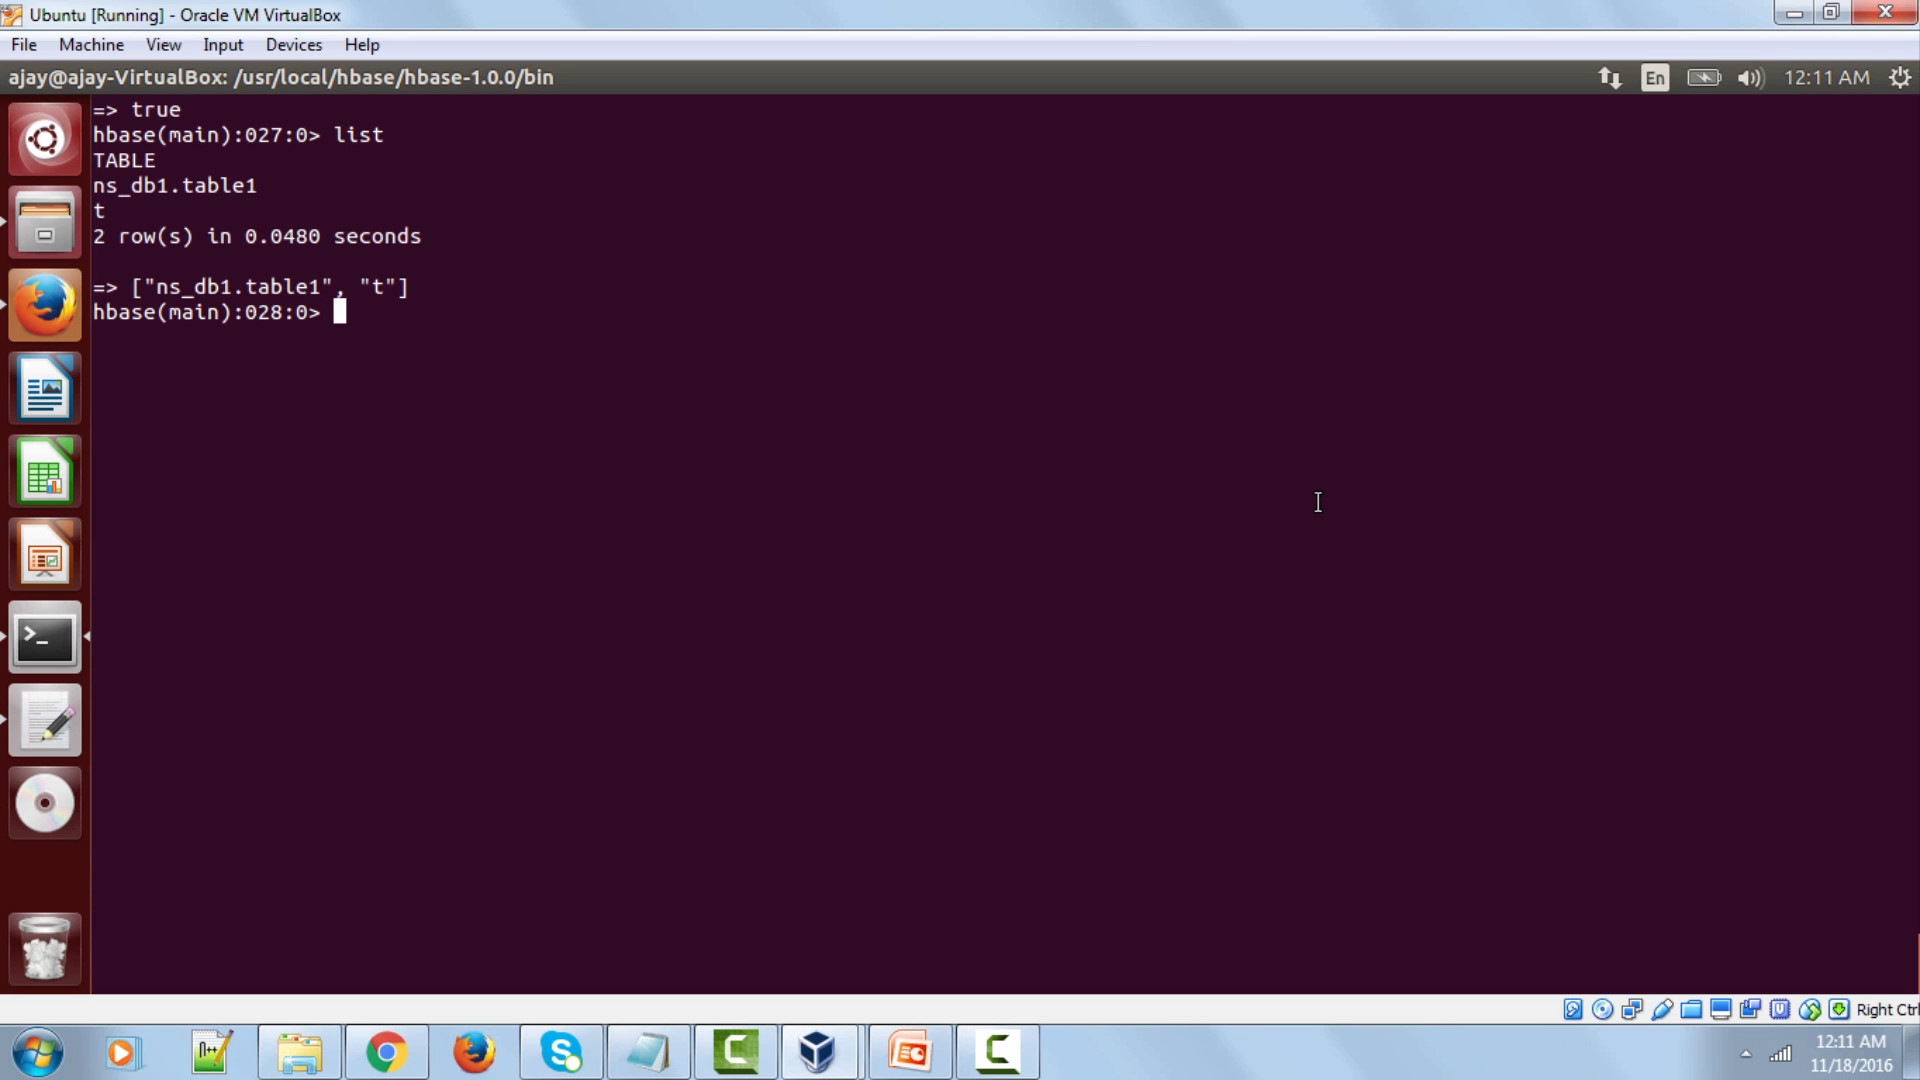 Ubuntu [Running] - Oracle VM VirtualBox
File Machine View Input Devices Help
ajay@ajay-VirtualBox: /usr/local/hbase/hbase-1.0.0/bin
En
12:11 AM
=> true
hbase(main):027:0> list
TABLE
ns_db1.table1
t
2 row(s) in 0.0480 seconds
=> ["ns_db1.table1", "t"]
hbase(main):028:0>
Right Ctrl
12:11 AM
11/18/2016